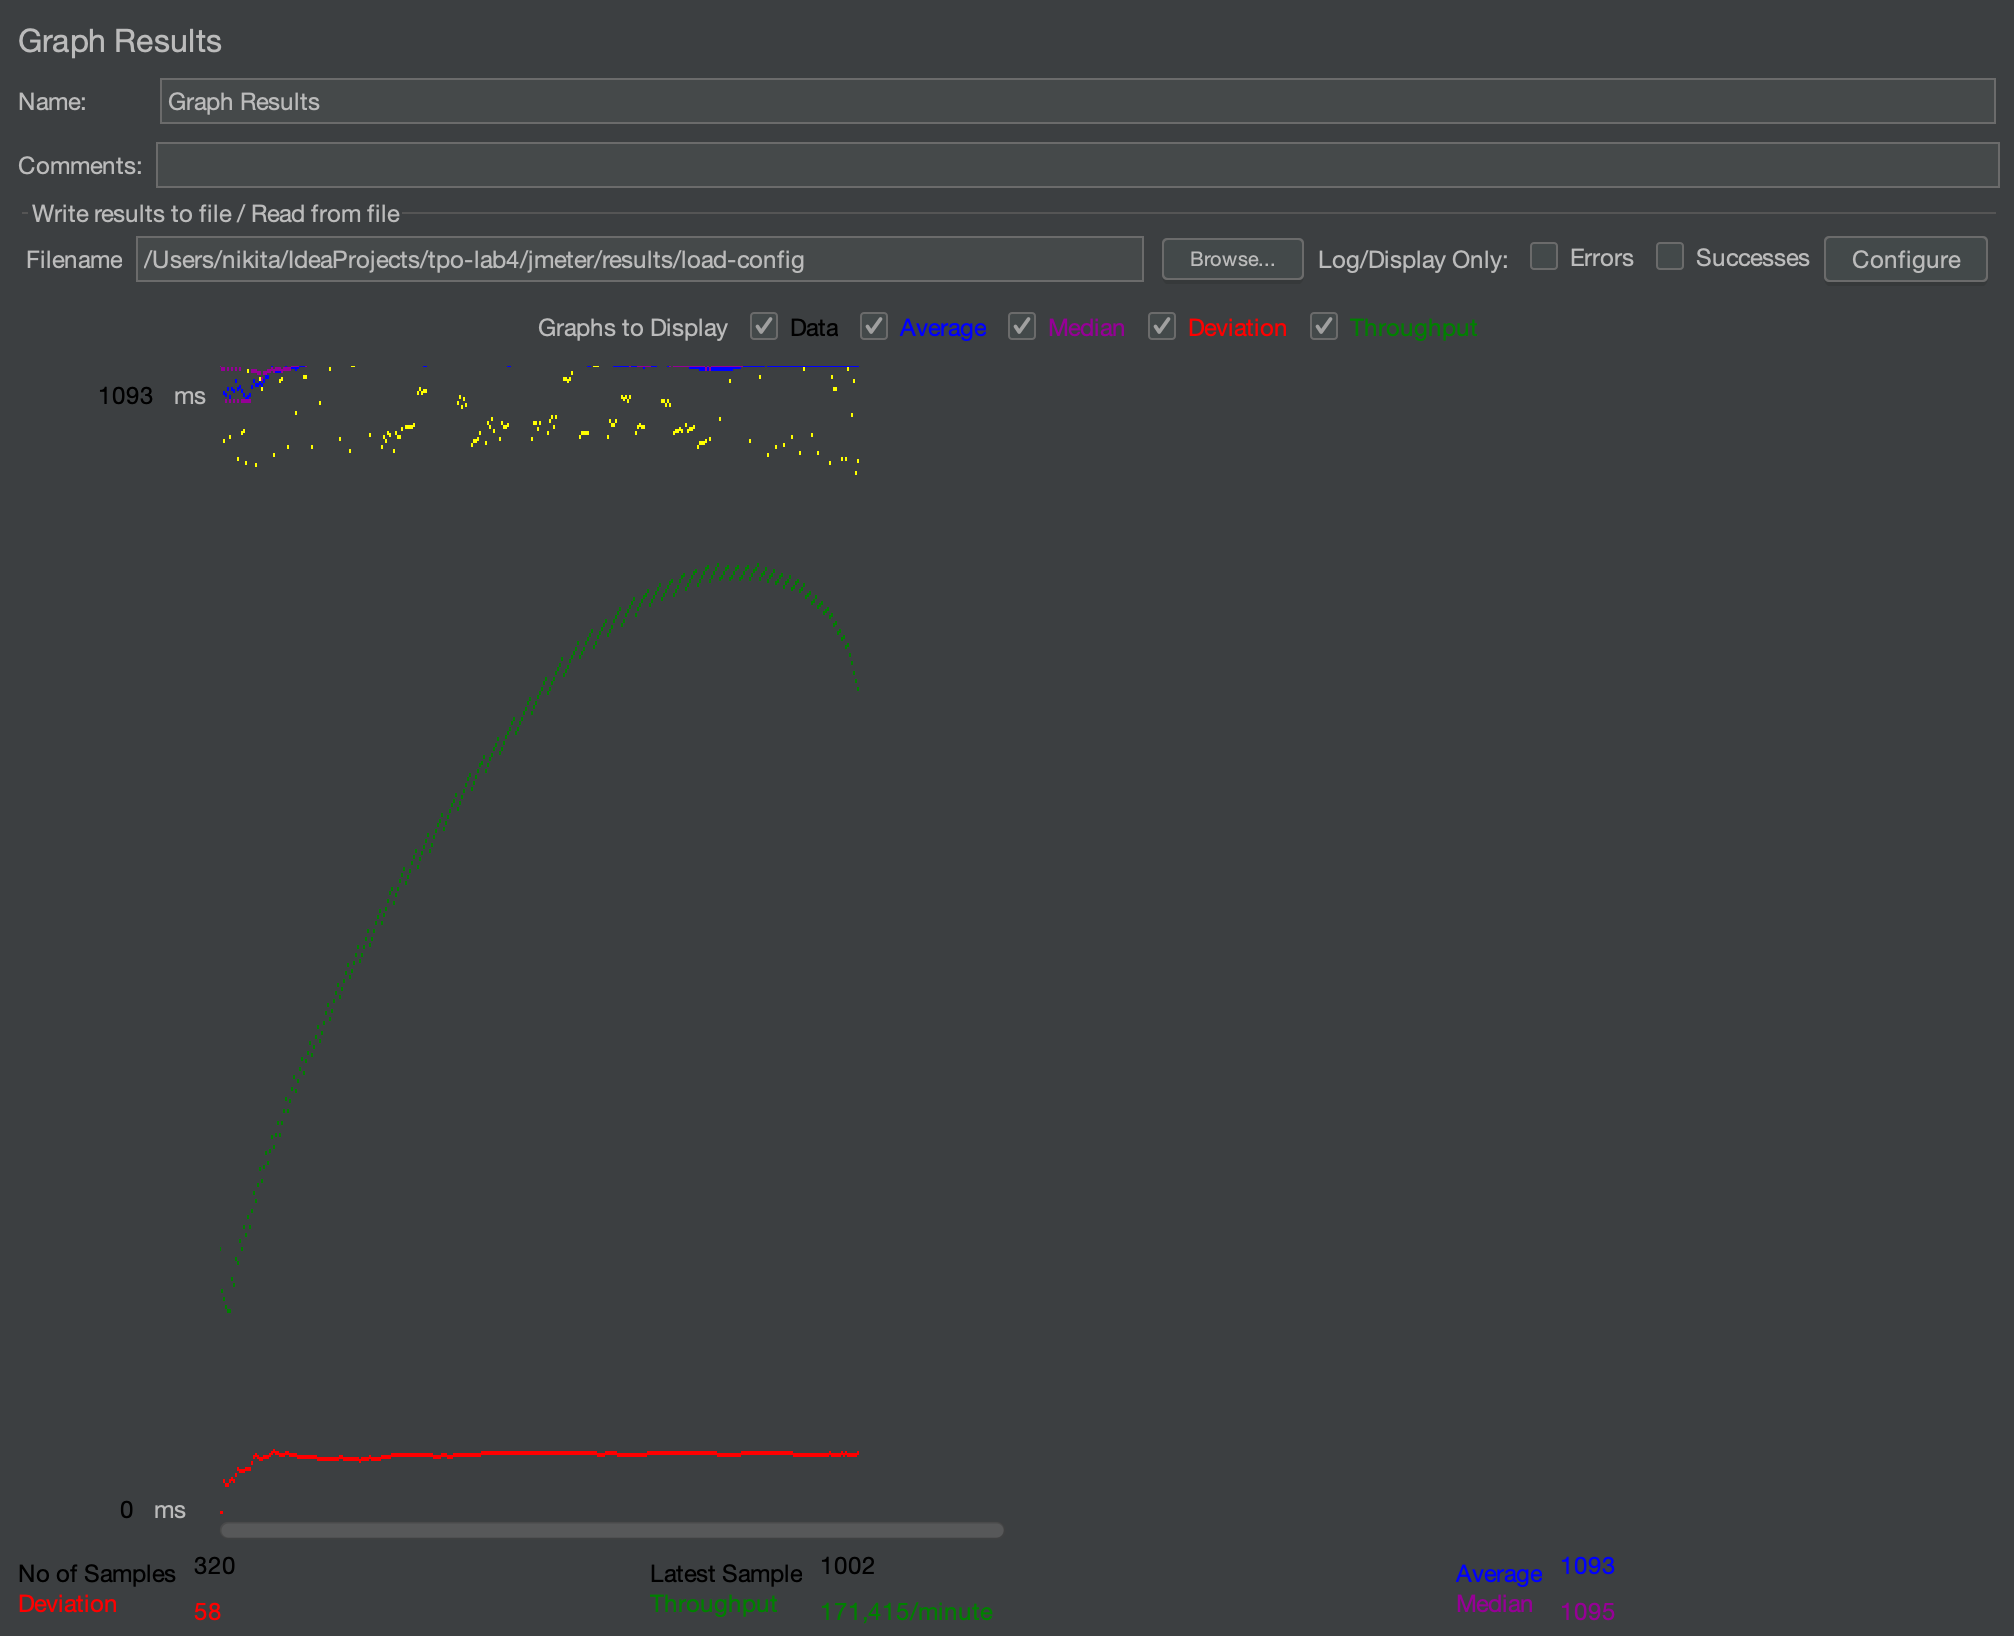 Graph Results
Name: Graph Results
Comments:
Write results to file / Read from file
Filename /Users/nikita/IdeaProjects/tpo-lab4/jmeter/results/load-config Browse... Log/Display Only: Errors Successes Configure
Graphs to Display Data Average Median Deviation Throughput
1093 ms
0 ms
No of Samples 320 Latest Sample 1002 Average 1093
Deviation 58 Throughput 171,415/minute Median 1095